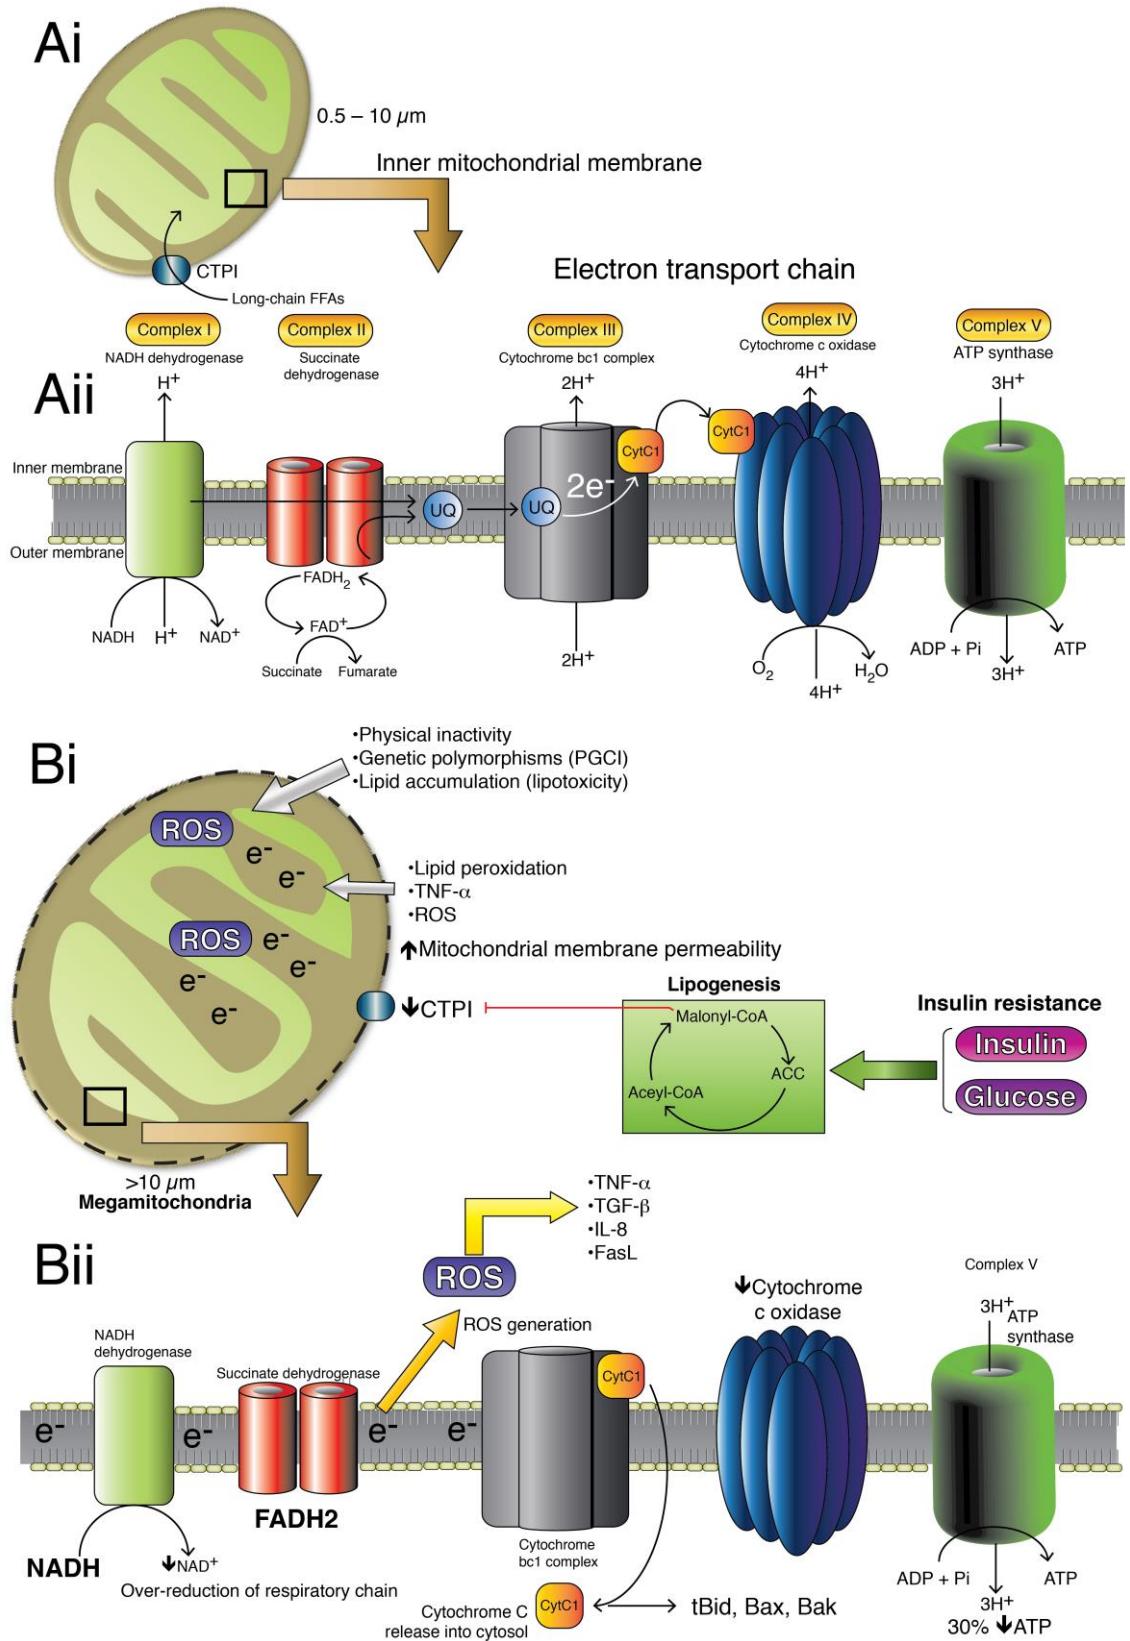 Ai
0.5 – 10 µm
Inner mitochondrial membrane
CTPI
Long-chain FFAs
Electron transport chain
Complex I
NADH dehydrogenase
Complex II
Succinate
dehydrogenase
Complex III
Cytochrome bc1 complex
Complex IV
Cytochrome c oxidase
Complex V
ATP synthase
Aii
H+
2H+
4H+
3H+
CytC1
CytC1
Inner membrane
Outer membrane
UQ
UQ
2e-
NADH
H+
NAD+
FADH2
FAD+
Succinate
Fumarate
2H+
O2
4H+
H2O
ADP + Pi
3H+
ATP
Bi
•Physical inactivity
•Genetic polymorphisms (PGCI)
•Lipid accumulation (lipotoxicity)
ROS
e-
e-
•Lipid peroxidation
•TNF-α
•ROS
ROS
e-
e-
e-
e-
↑Mitochondrial membrane permeability
↓CTPI
Lipogenesis
Malonyl-CoA
ACC
Aceyl-CoA
Insulin resistance
Insulin
Glucose
>10 µm
Megamitochondria
Bii
•TNF-α
•TGF-β
•IL-8
•FasL
ROS
ROS generation
NADH
dehydrogenase
Succinate dehydrogenase
CytC1
↓Cytochrome
c oxidase
Complex V
3H+
ATP
synthase
e-
e-
e-
e-
FADH2
NADH
↓NAD+
Over-reduction of respiratory chain
Cytochrome
bc1 complex
Cytochrome C
release into cytosol
CytC1
tBid, Bax, Bak
ADP + Pi
ATP
3H+
30% ↓ATP